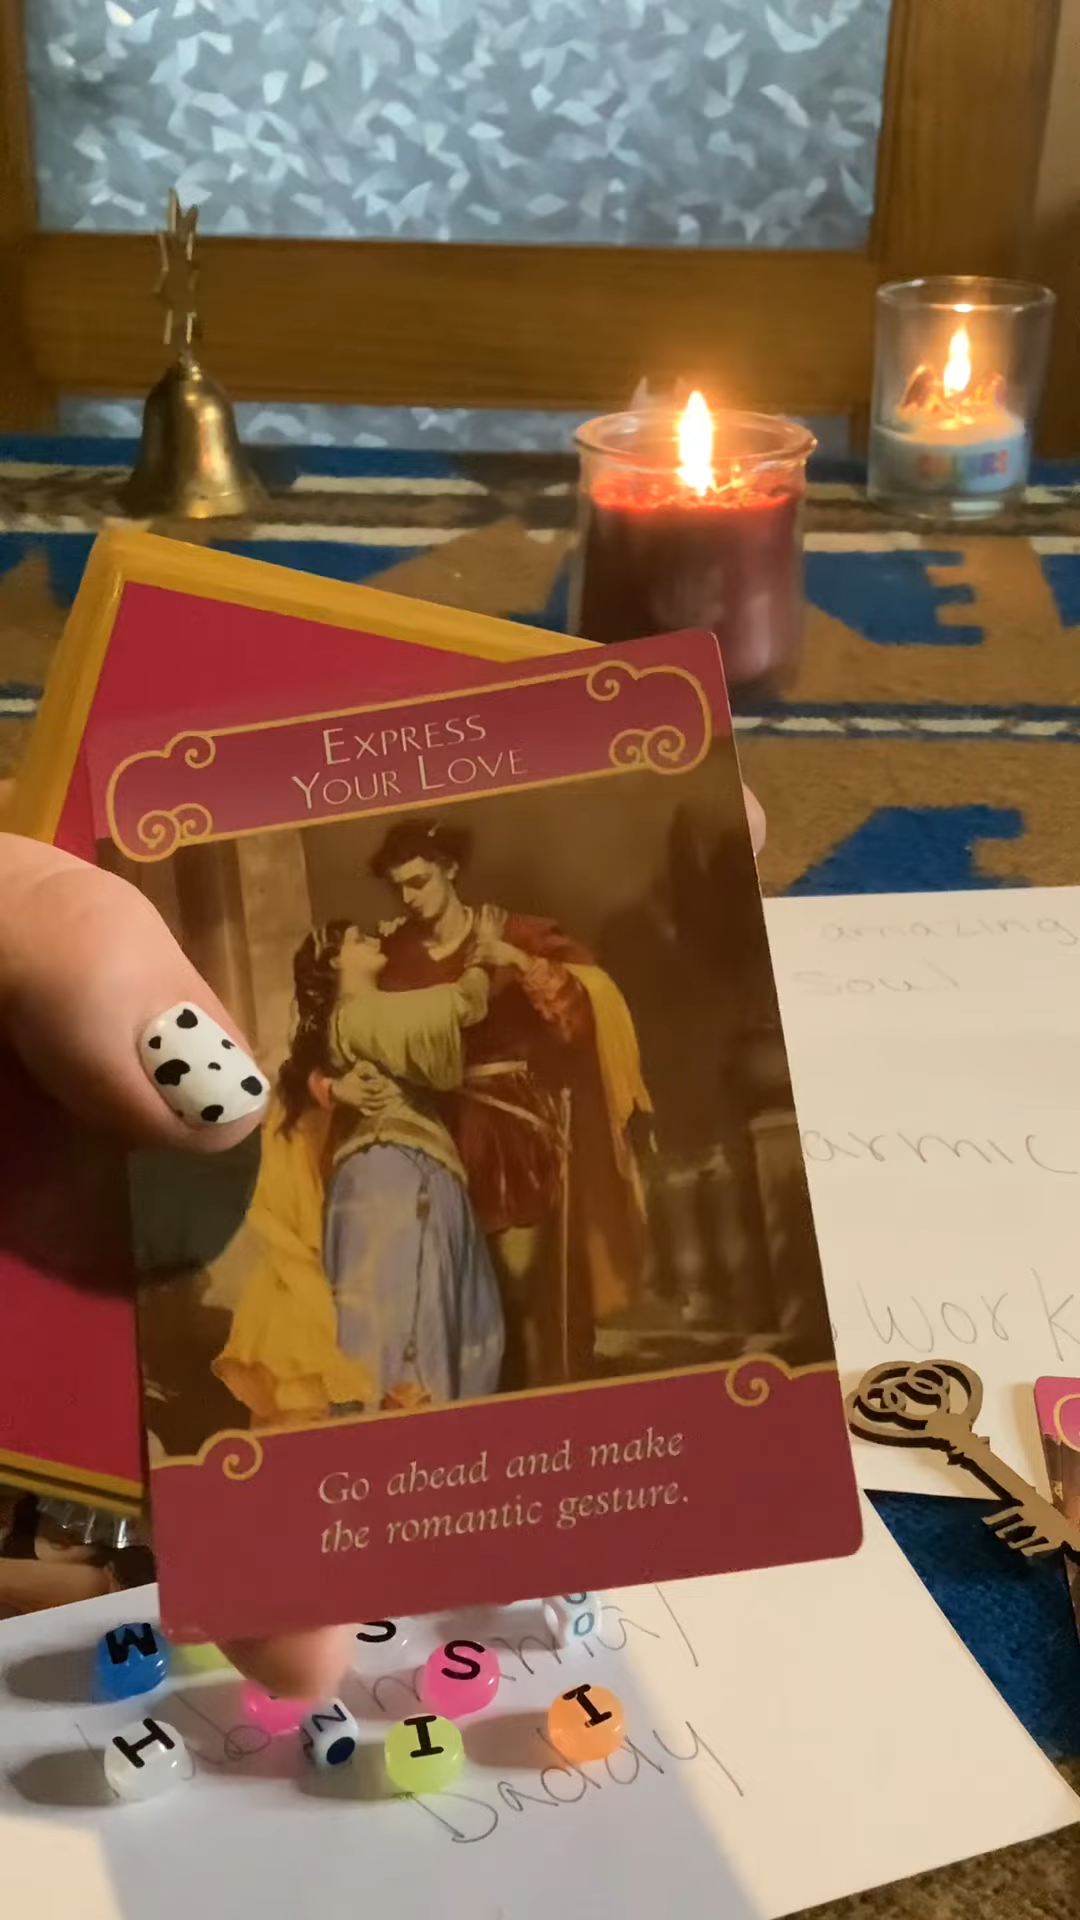 EXPRESS
YOUR LOVE
amazing
soul
armic
work
Go ahead and make
the romantic gesture.
M
S
S
H
N
I
I
Daddy